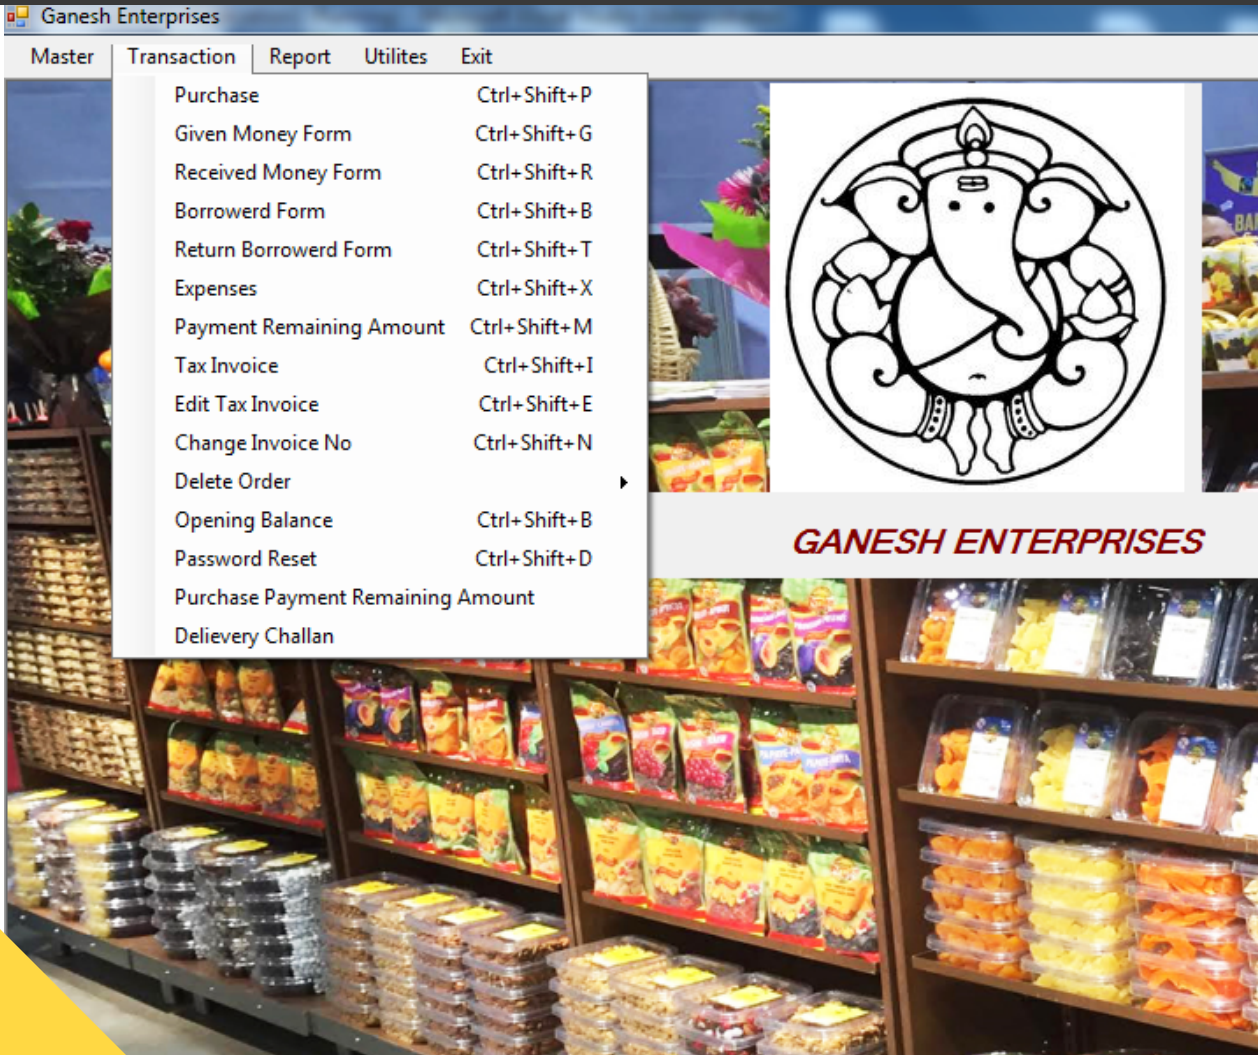 Ganesh Enterprises
Master Transaction Report Utilites Exit
Purchase Ctrl+Shift+P
Given Money Form Ctrl+Shift+G
Received Money Form Ctrl+Shift+R
Borrowerd Form Ctrl+Shift+B
Return Borrowerd Form Ctrl+Shift+T
Expenses Ctrl+Shift+X
Payment Remaining Amount Ctrl+Shift+M
Tax Invoice Ctrl+Shift+I
Edit Tax Invoice Ctrl+Shift+E
Change Invoice No Ctrl+Shift+N
Delete Order
Opening Balance Ctrl+Shift+B
Password Reset Ctrl+Shift+D
Purchase Payment Remaining Amount
Delievery Challan
GANESH ENTERPRISES